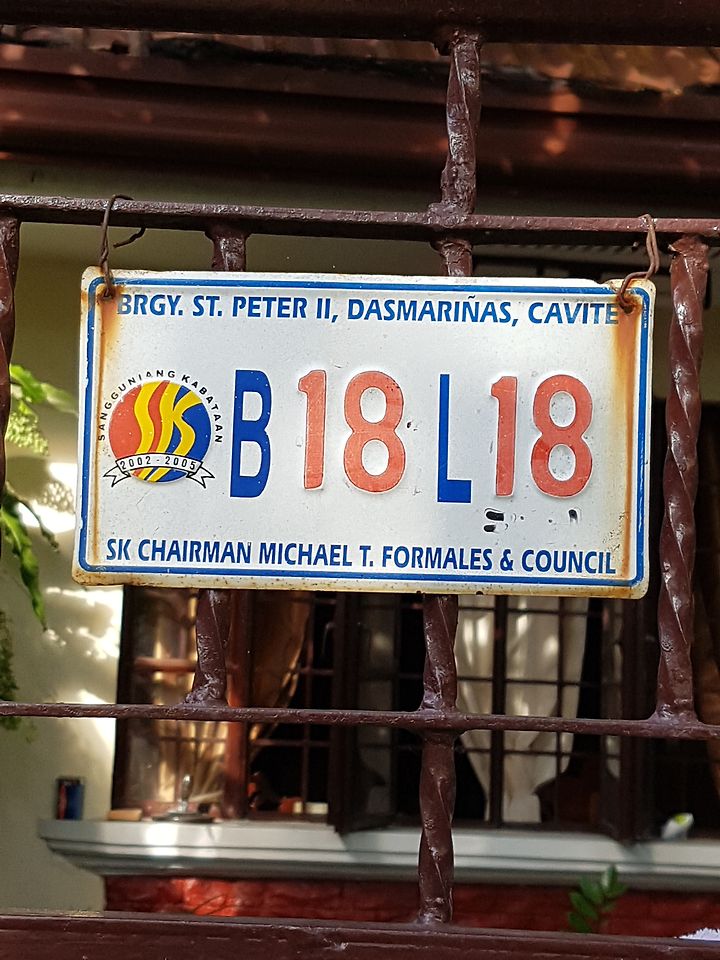 BRGY. ST. PETER II, DASMARIÑAS, CAVITE
SANGGUNIANG KABATAAN
SK
2002 - 2005
B 18 L 18
SK CHAIRMAN MICHAEL T. FORMALES & COUNCIL